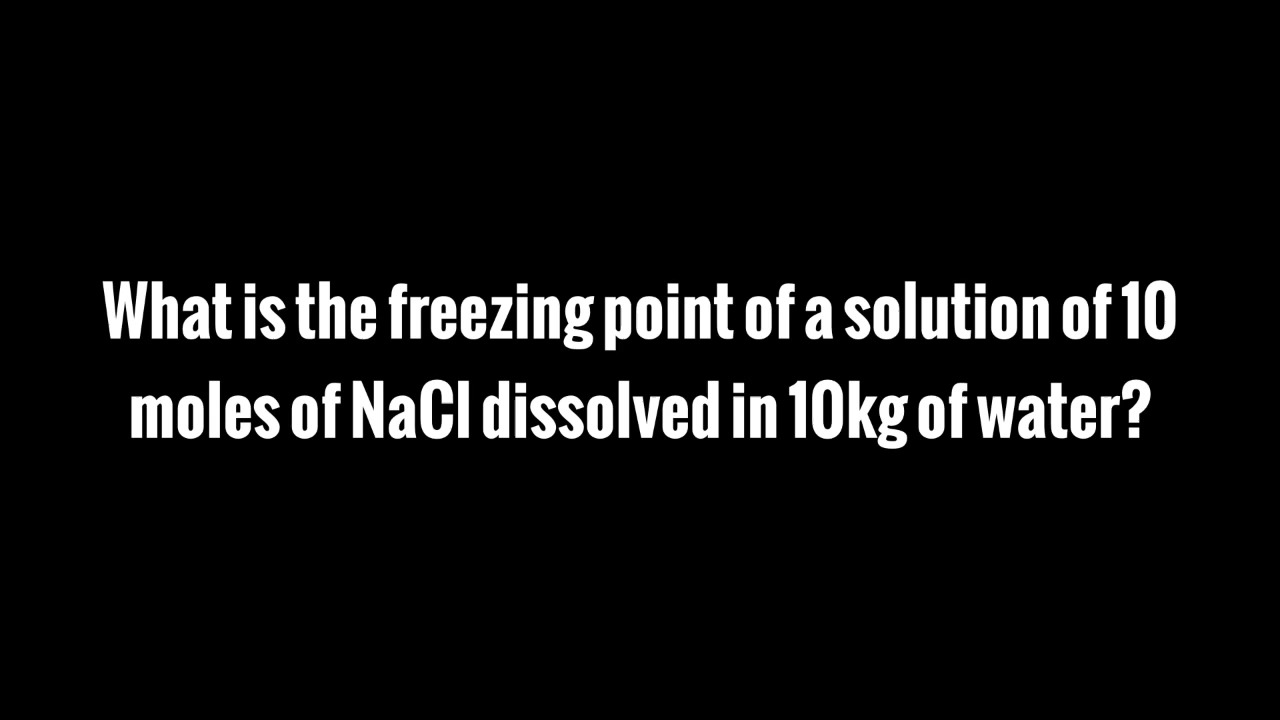 What is the freezing point of a solution of 10
moles of NaCl dissolved in 10kg of water?